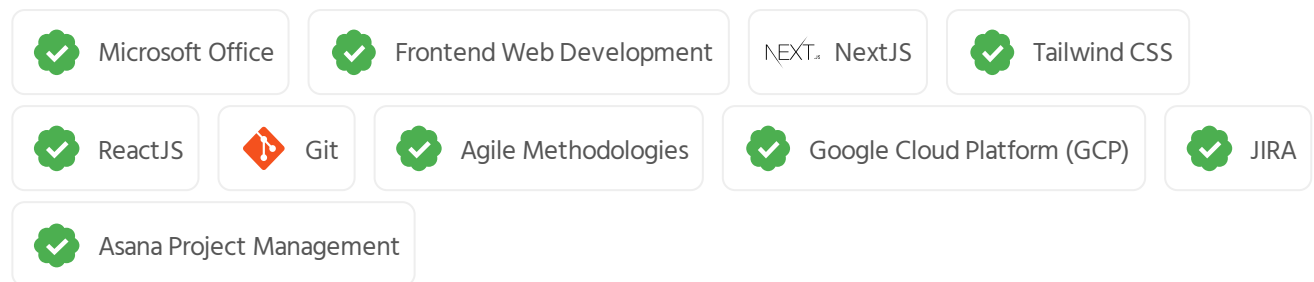 Microsoft Office Frontend Web Development NEXT.JS NextJS Tailwind CSS
ReactJS Git Agile Methodologies Google Cloud Platform (GCP) JIRA
Asana Project Management